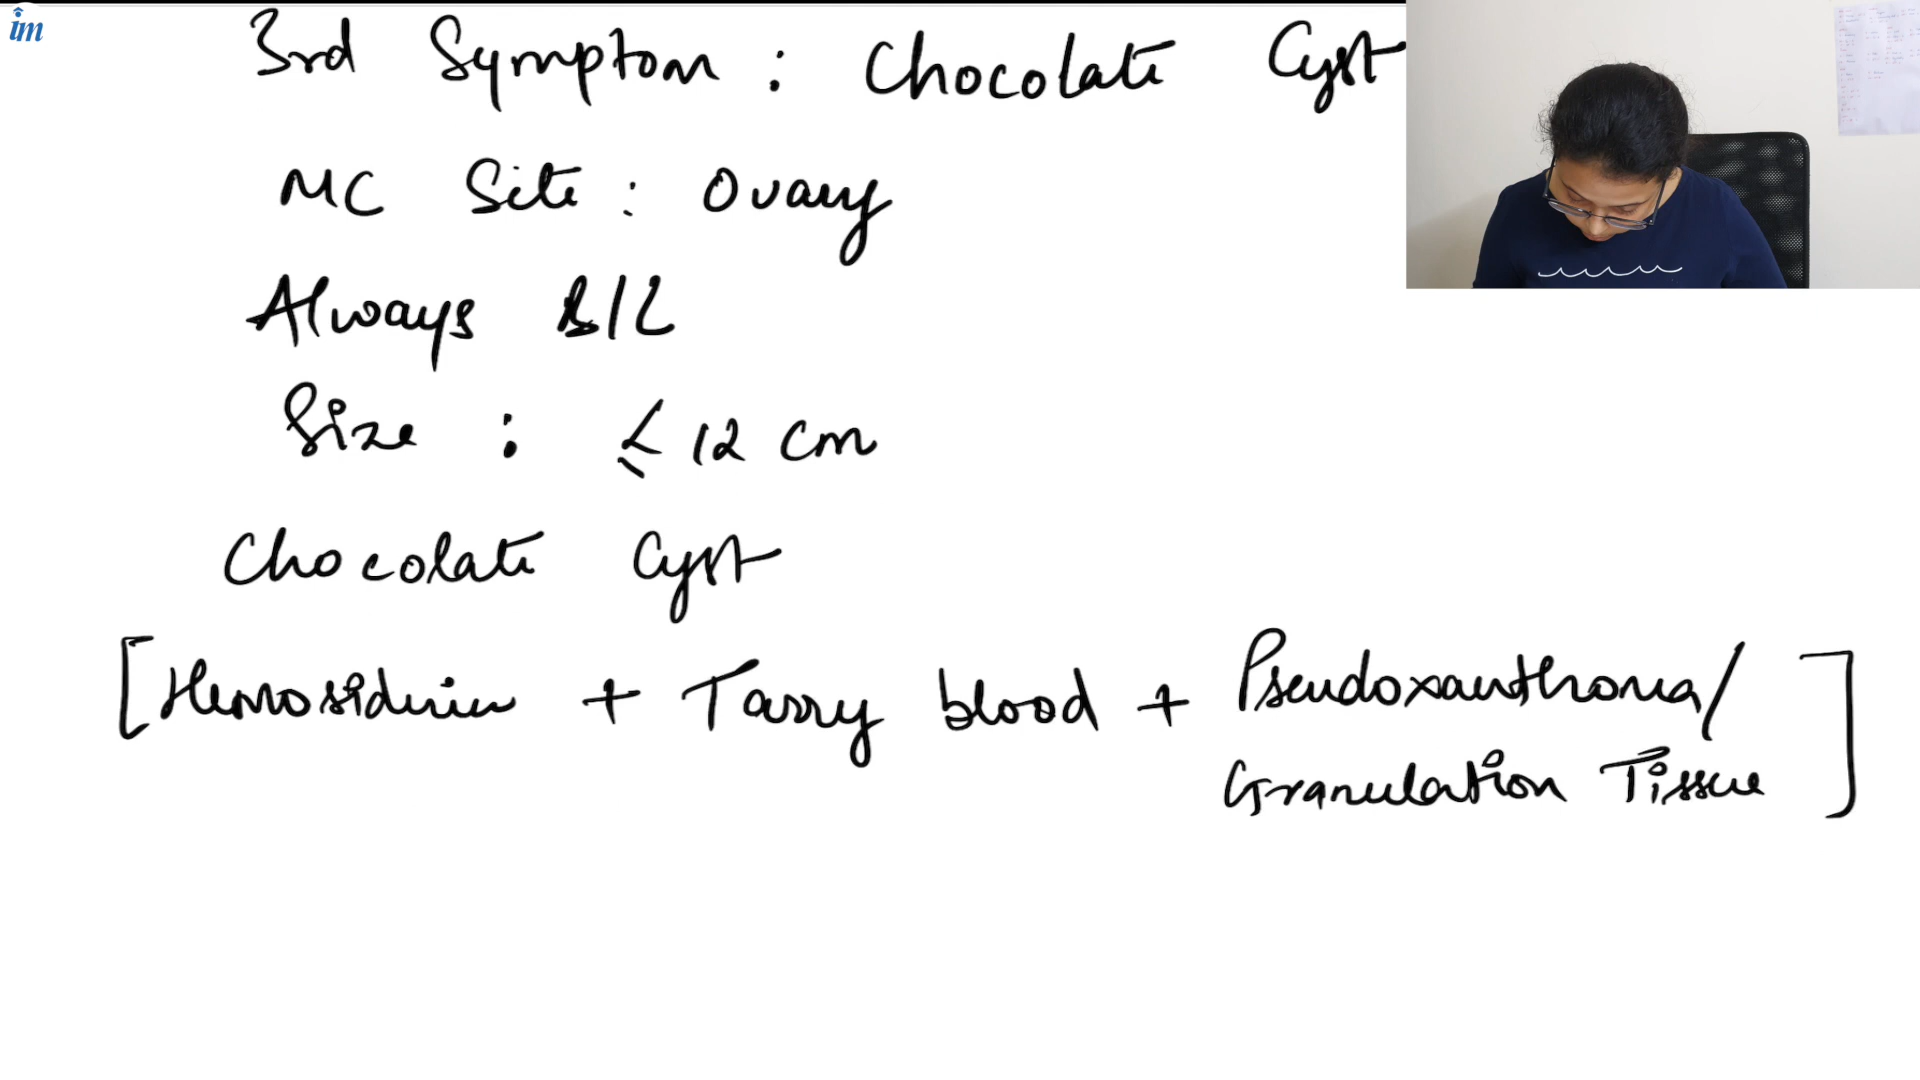 im
3rd Symptom : Chocolate Cyst
MC Site : Ovary
Always B/L
Size : ≤ 12 cm
Chocolate Cyst
[Hemosiderin + Tarry blood + Pseudoxanthoma/
Granulation Tissue]